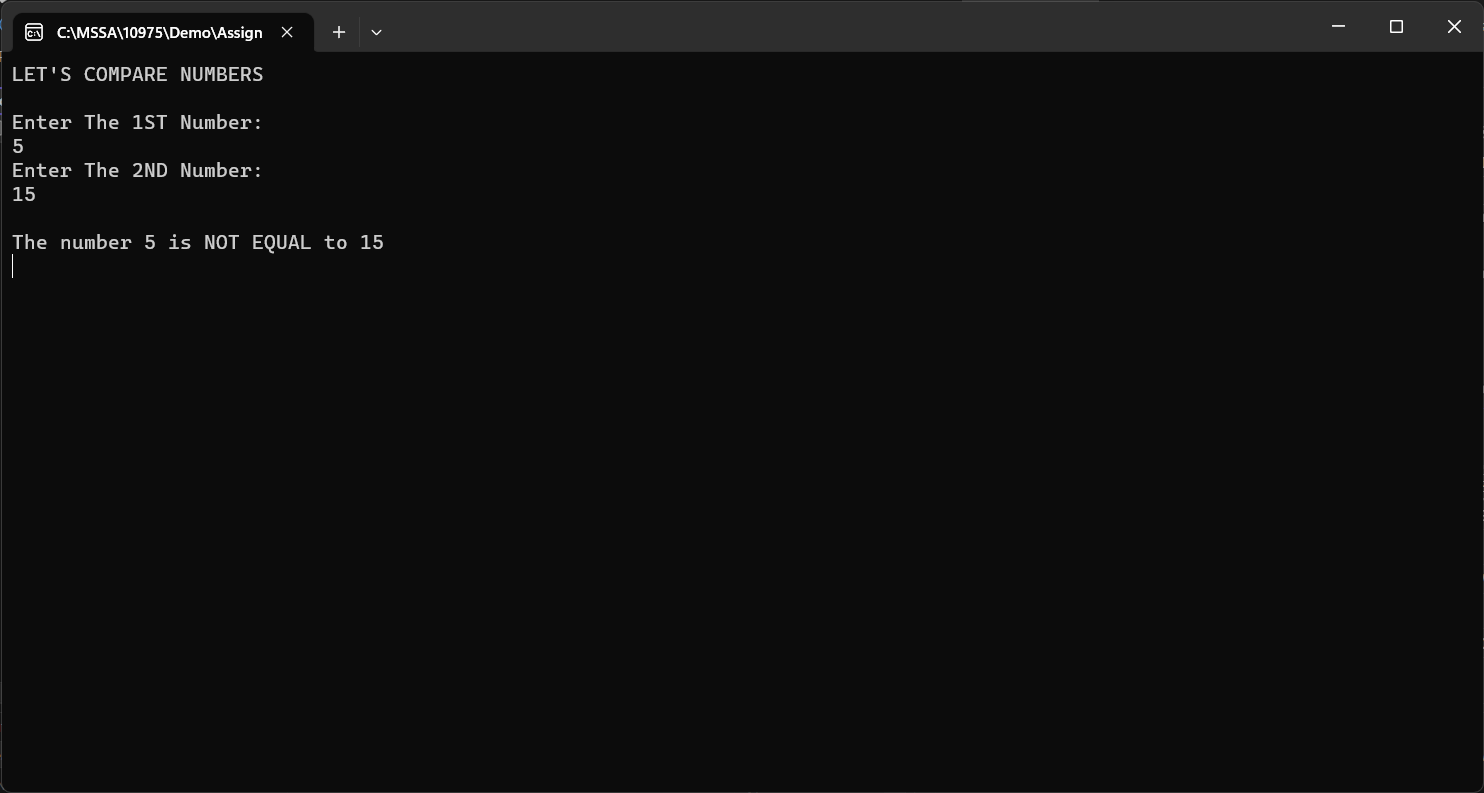 C:\MSSA\10975\Demo\Assign
LET'S COMPARE NUMBERS
Enter The 1ST Number:
5
Enter The 2ND Number:
15
The number 5 is NOT EQUAL to 15